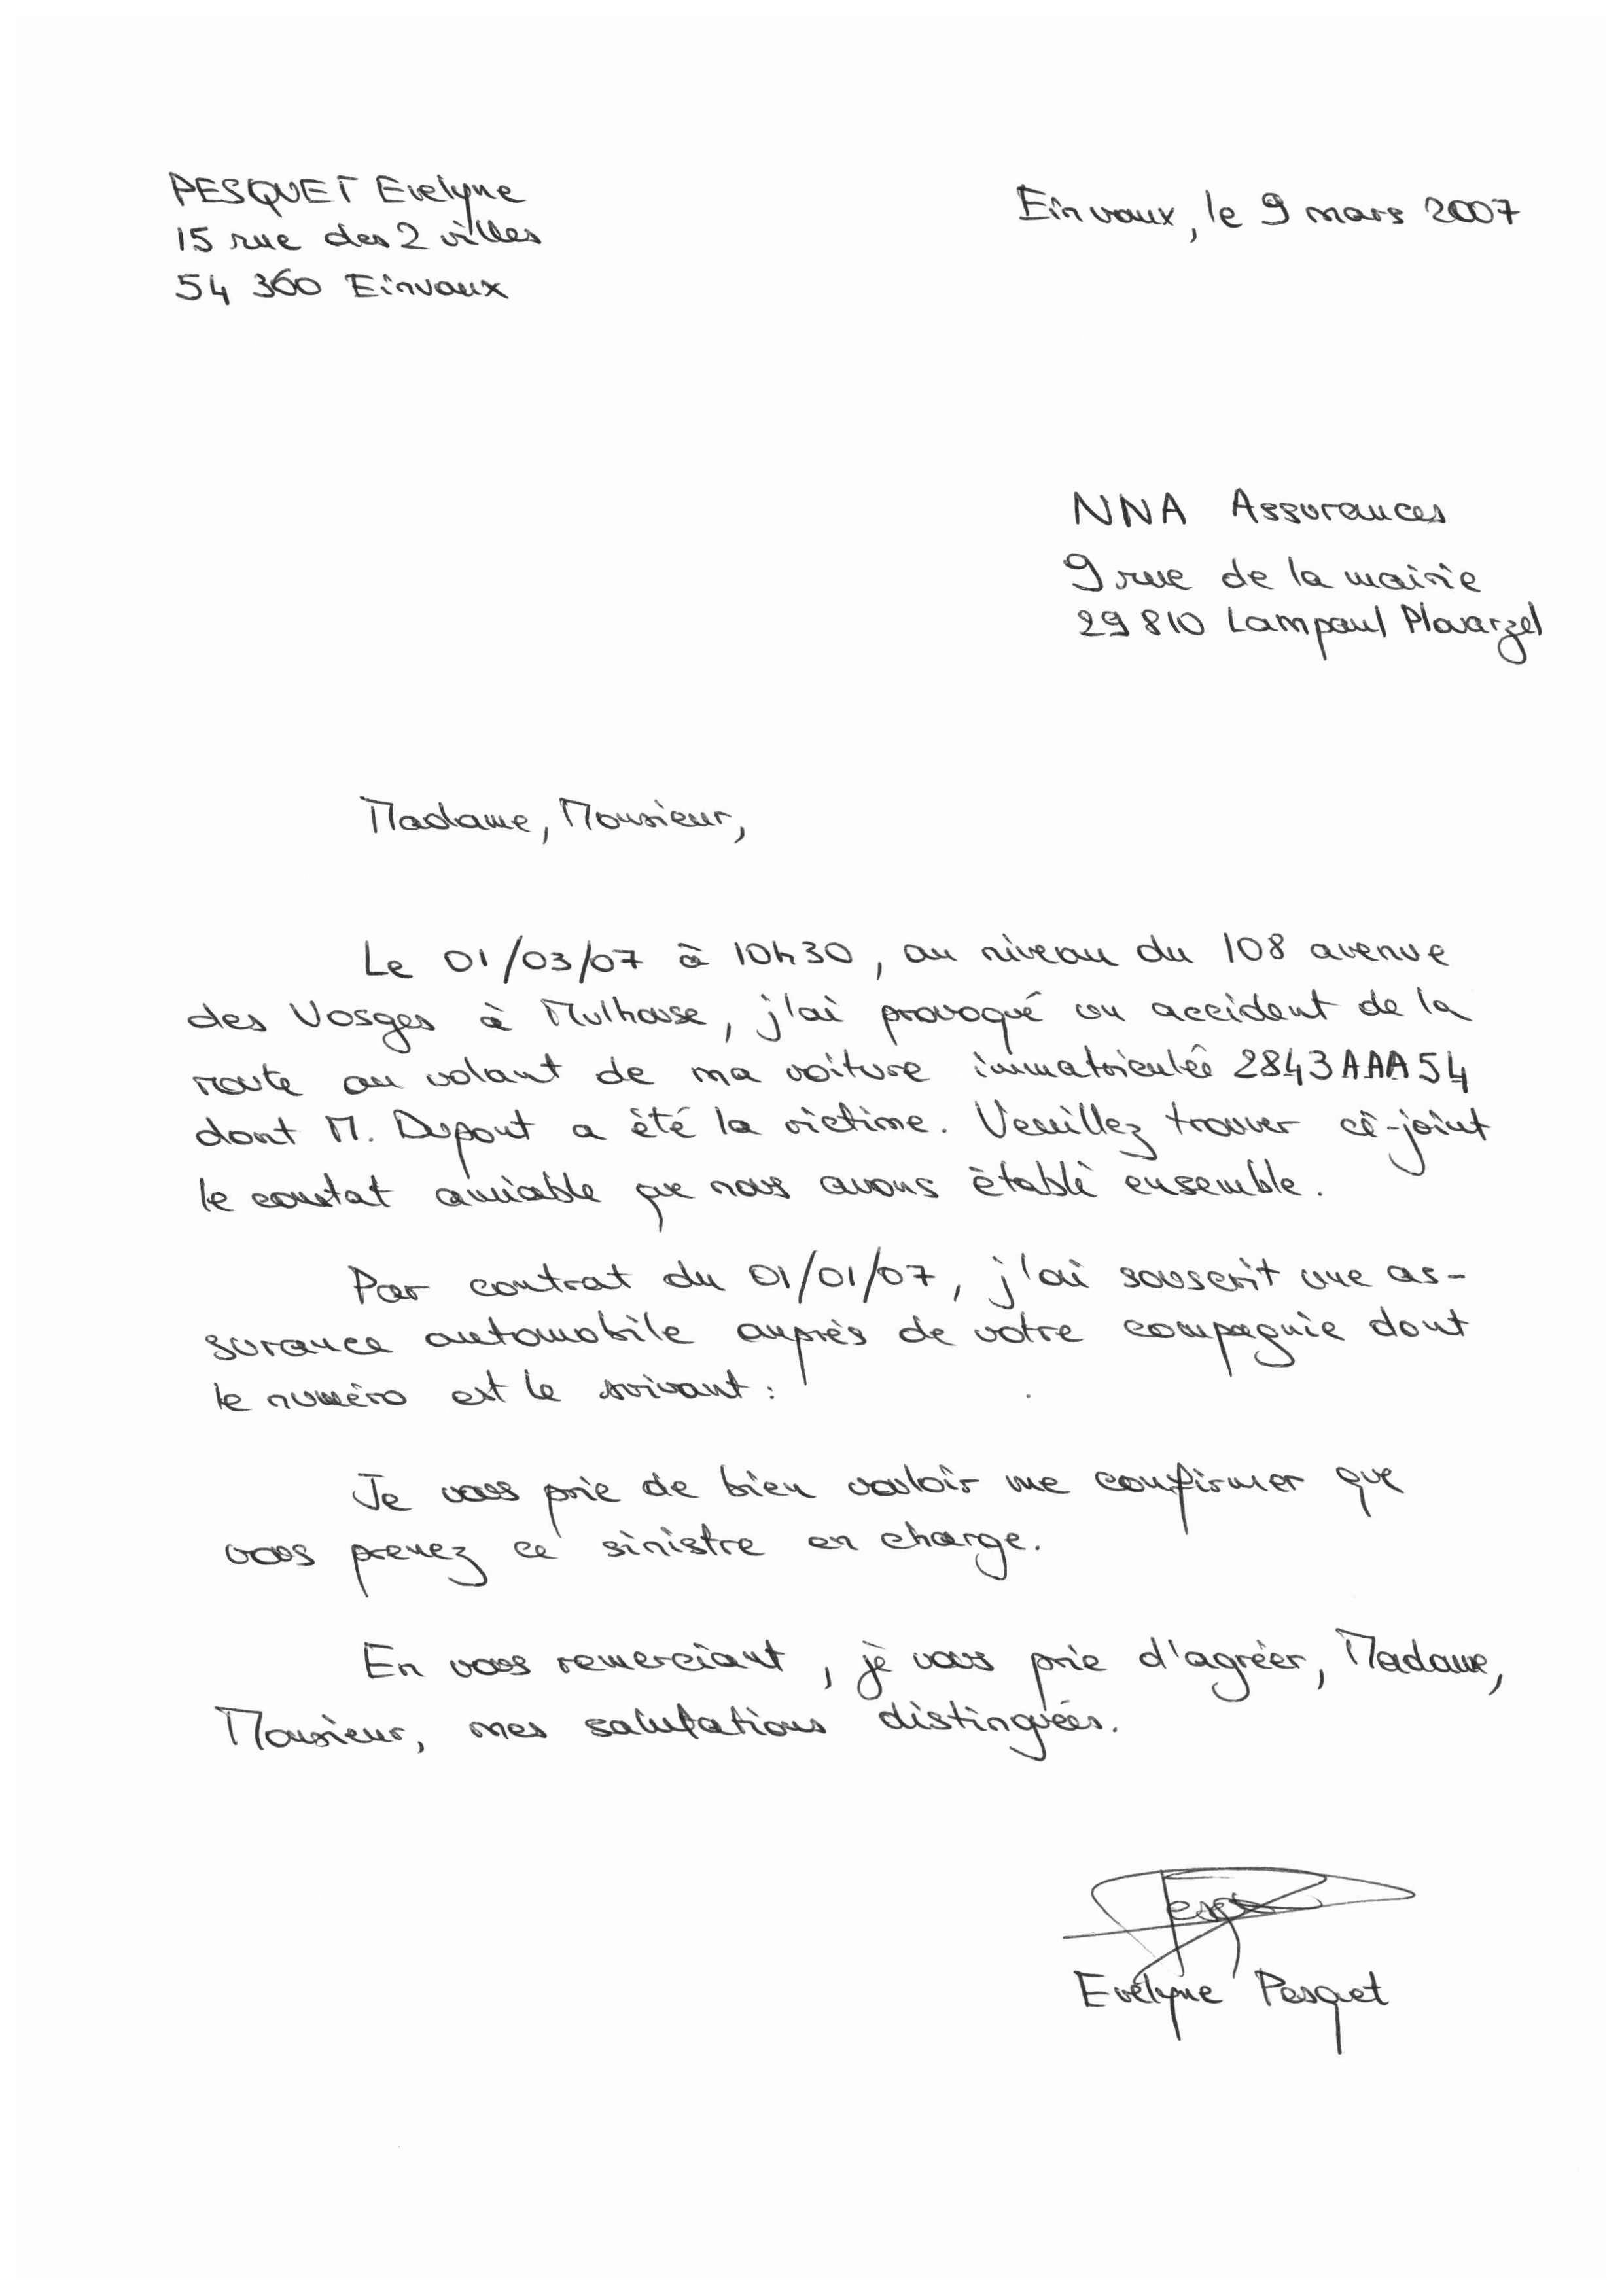 PESQUET Evelyne
15 rue des 2 villes
54 360 Einvaux
Einvaux, le 9 mars 2007
NNA Assurances
9 rue de la mairie
29 810 Lampaul Plouarzel
Madame, Monsieur,
Le 01/03/07 à 10h30, au niveau du 108 avenue
des Vosges à Mulhouse, j'ai provoqué un accident de la
route au volant de ma voiture immatriculée 2843AAA54
dont M. Dupont a été la victime. Veuillez trouver ci-joint
le constat amiable que nous avons établi ensemble.
Par contrat du 01/01/07, j'ai souscrit une as-
surance automobile auprès de votre compagnie dont
le numéro est le suivant :
Je vous prie de bien vouloir me confirmer que
vous prenez ce sinistre en charge.
En vous remerciant, je vous prie d'agréer, Madame,
Monsieur, mes salutations distinguées.
Evelyne Pesquet